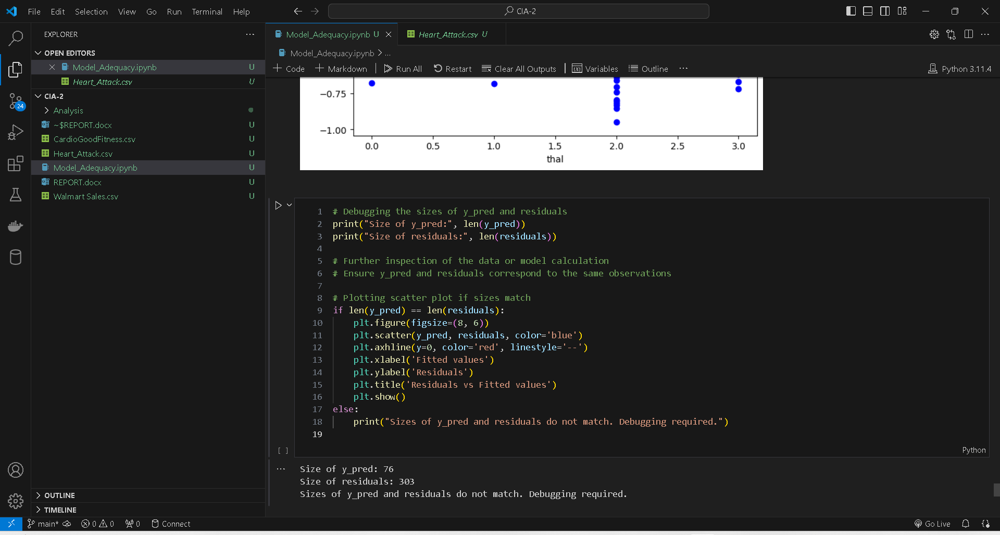 File Edit Selection View Go Run Terminal Help
CIA-2
EXPLORER
OPEN EDITORS
Model_Adequacy.ipynb U
Heart_Attack.csv U
CIA-2
Analysis
~$REPORT.docx U
CardioGoodFitness.csv U
Heart_Attack.csv U
Model_Adequacy.ipynb U
REPORT.docx U
Walmart Sales.csv U
24
OUTLINE
TIMELINE
Model_Adequacy.ipynb U
Heart_Attack.csv U
Model_Adequacy.ipynb > ...
+ Code + Markdown | Run All Restart Clear All Outputs | Variables Outline ...
Python 3.11.4
−0.75
−1.00
0.0 0.5 1.0 1.5 2.0 2.5 3.0
thal
1 # Debugging the sizes of y_pred and residuals
2 print("Size of y_pred:", len(y_pred))
3 print("Size of residuals:", len(residuals))
4
5 # Further inspection of the data or model calculation
6 # Ensure y_pred and residuals correspond to the same observations
7
8 # Plotting scatter plot if sizes match
9 if len(y_pred) == len(residuals):
10     plt.figure(figsize=(8, 6))
11     plt.scatter(y_pred, residuals, color='blue')
12     plt.axhline(y=0, color='red', linestyle='--')
13     plt.xlabel('Fitted values')
14     plt.ylabel('Residuals')
15     plt.title('Residuals vs Fitted values')
16     plt.show()
17 else:
18     print("Sizes of y_pred and residuals do not match. Debugging required.")
19
[ ]
Python
... Size of y_pred: 76
Size of residuals: 303
Sizes of y_pred and residuals do not match. Debugging required.
main* 0 0 0 Connect
Go Live